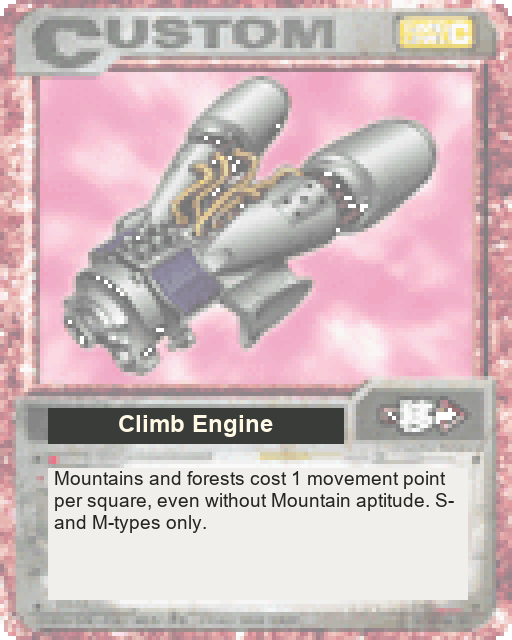 CUSTOM
Climb Engine
Mountains and forests cost 1 movement point
per square, even without Mountain aptitude. S-
and M-types only.